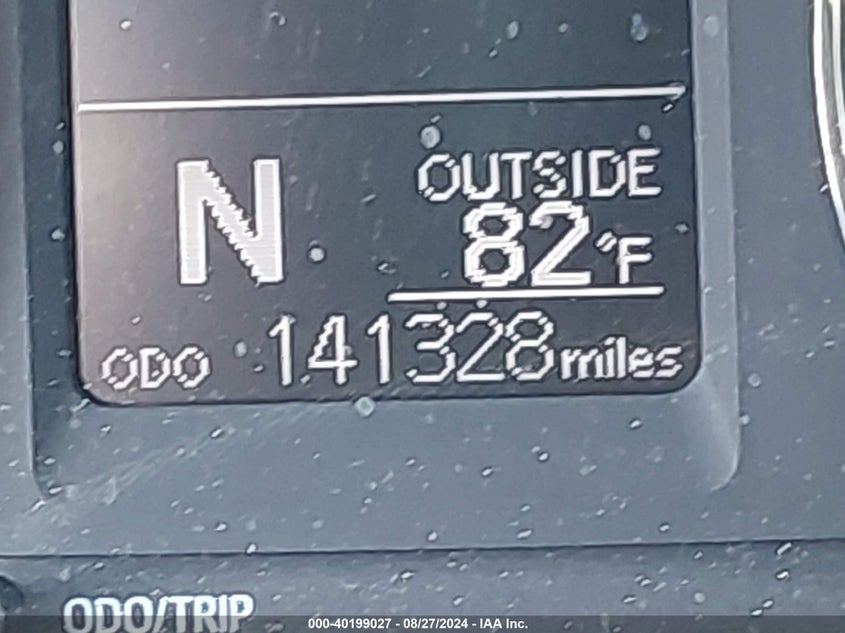 N
OUTSIDE
82°F
ODO 141328 miles
ODO/TRIP
000-40199027 - 08/27/2024 - IAA Inc.